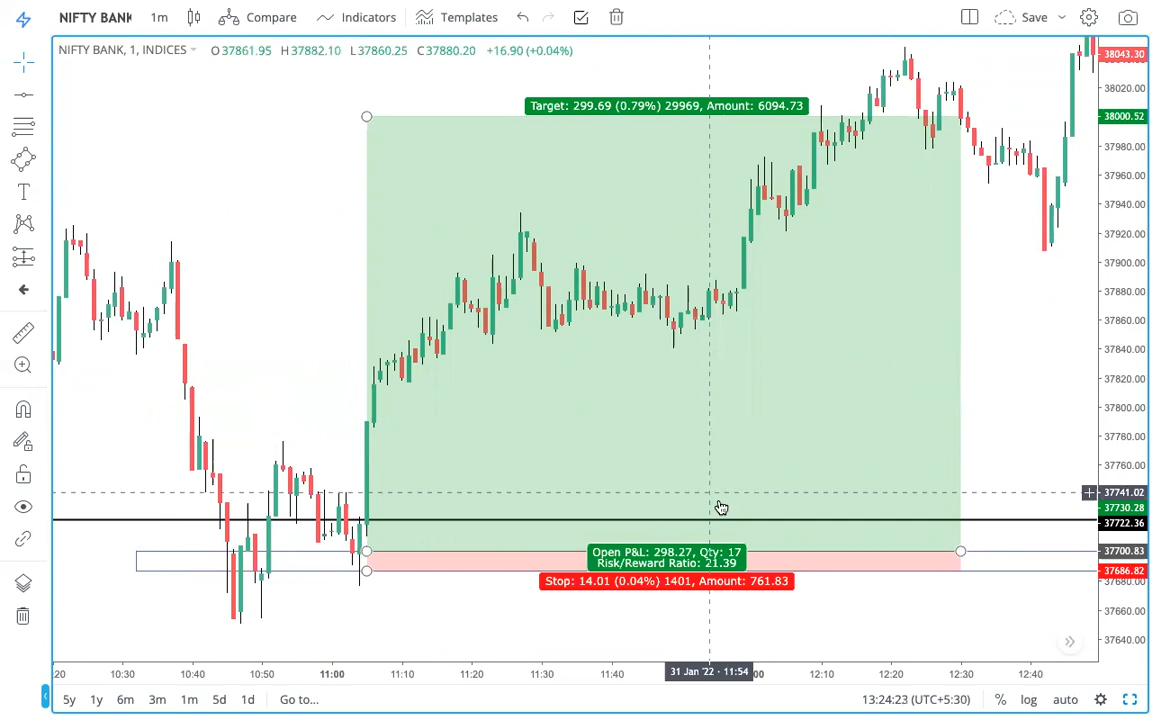 NIFTY BANK 1m Compare Indicators Templates Save
NIFTY BANK, 1, INDICES O37861.95 H37882.10 L37860.25 C37880.20 +16.90 (+0.04%)
38043.30
38020.00
Target: 299.69 (0.79%) 29969, Amount: 6094.73
38000.52
37980.00
37960.00
37940.00
37920.00
37900.00
37880.00
37860.00
37840.00
37820.00
37800.00
37780.00
37760.00
37741.02
37730.28
37722.36
Open P&L: 298.27, Qty: 17
37700.83
Risk/Reward Ratio: 21.39
37686.82
Stop: 14.01 (0.04%) 1401, Amount: 761.83
37680.00
37660.00
37640.00
:20 10:30 10:40 10:50 11:00 11:10 11:20 11:30 11:40 31 Jan '22 - 11:54 :00 12:10 12:20 12:30 12:40
5y 1y 6m 3m 1m 5d 1d Go to... 13:24:23 (UTC+5:30) % log auto